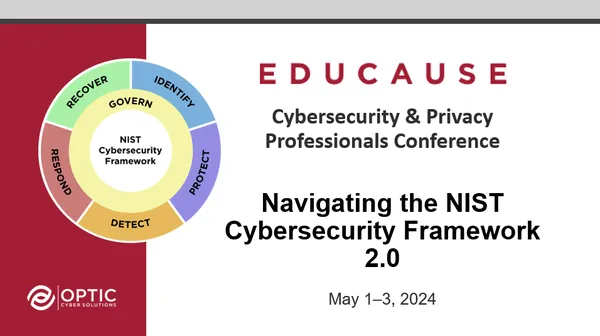 EDUCAUSE
Cybersecurity & Privacy
Professionals Conference
RECOVER
IDENTIFY
GOVERN
NIST
Cybersecurity
Framework
RESPOND
PROTECT
DETECT
Navigating the NIST
Cybersecurity Framework
2.0
May 1–3, 2024
OPTIC
CYBER SOLUTIONS